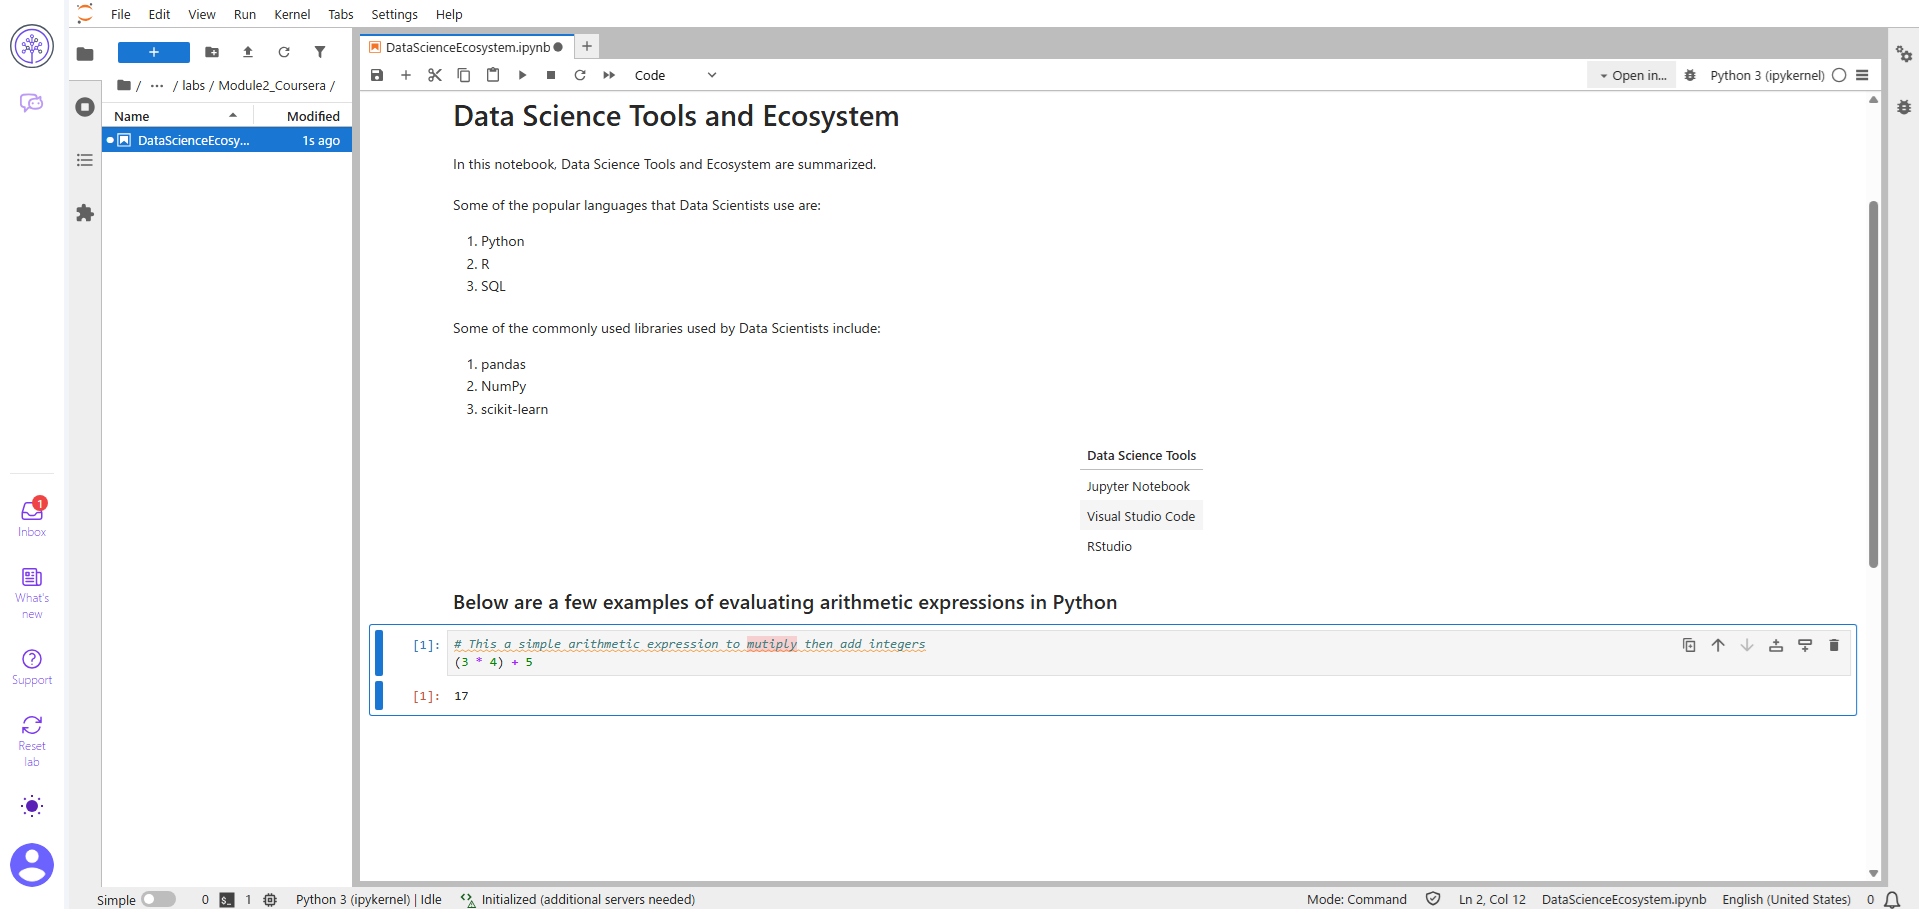 File Edit View Run Kernel Tabs Settings Help
+
/ ··· / labs / Module2_Coursera /
Name Modified
DataScienceEcosy... 1s ago
Inbox
1
What's
new
Support
Reset
lab
DataScienceEcosystem.ipynb
Code
Open in...
Python 3 (ipykernel)
Data Science Tools and Ecosystem
In this notebook, Data Science Tools and Ecosystem are summarized.
Some of the popular languages that Data Scientists use are:
1. Python
2. R
3. SQL
Some of the commonly used libraries used by Data Scientists include:
1. pandas
2. NumPy
3. scikit-learn
Data Science Tools
Jupyter Notebook
Visual Studio Code
RStudio
Below are a few examples of evaluating arithmetic expressions in Python
[1]: # This a simple arithmetic expression to mutiply then add integers
(3 * 4) + 5
[1]: 17
Simple 0 $_ 1 Python 3 (ipykernel) | Idle Initialized (additional servers needed) Mode: Command Ln 2, Col 12 DataScienceEcosystem.ipynb English (United States) 0